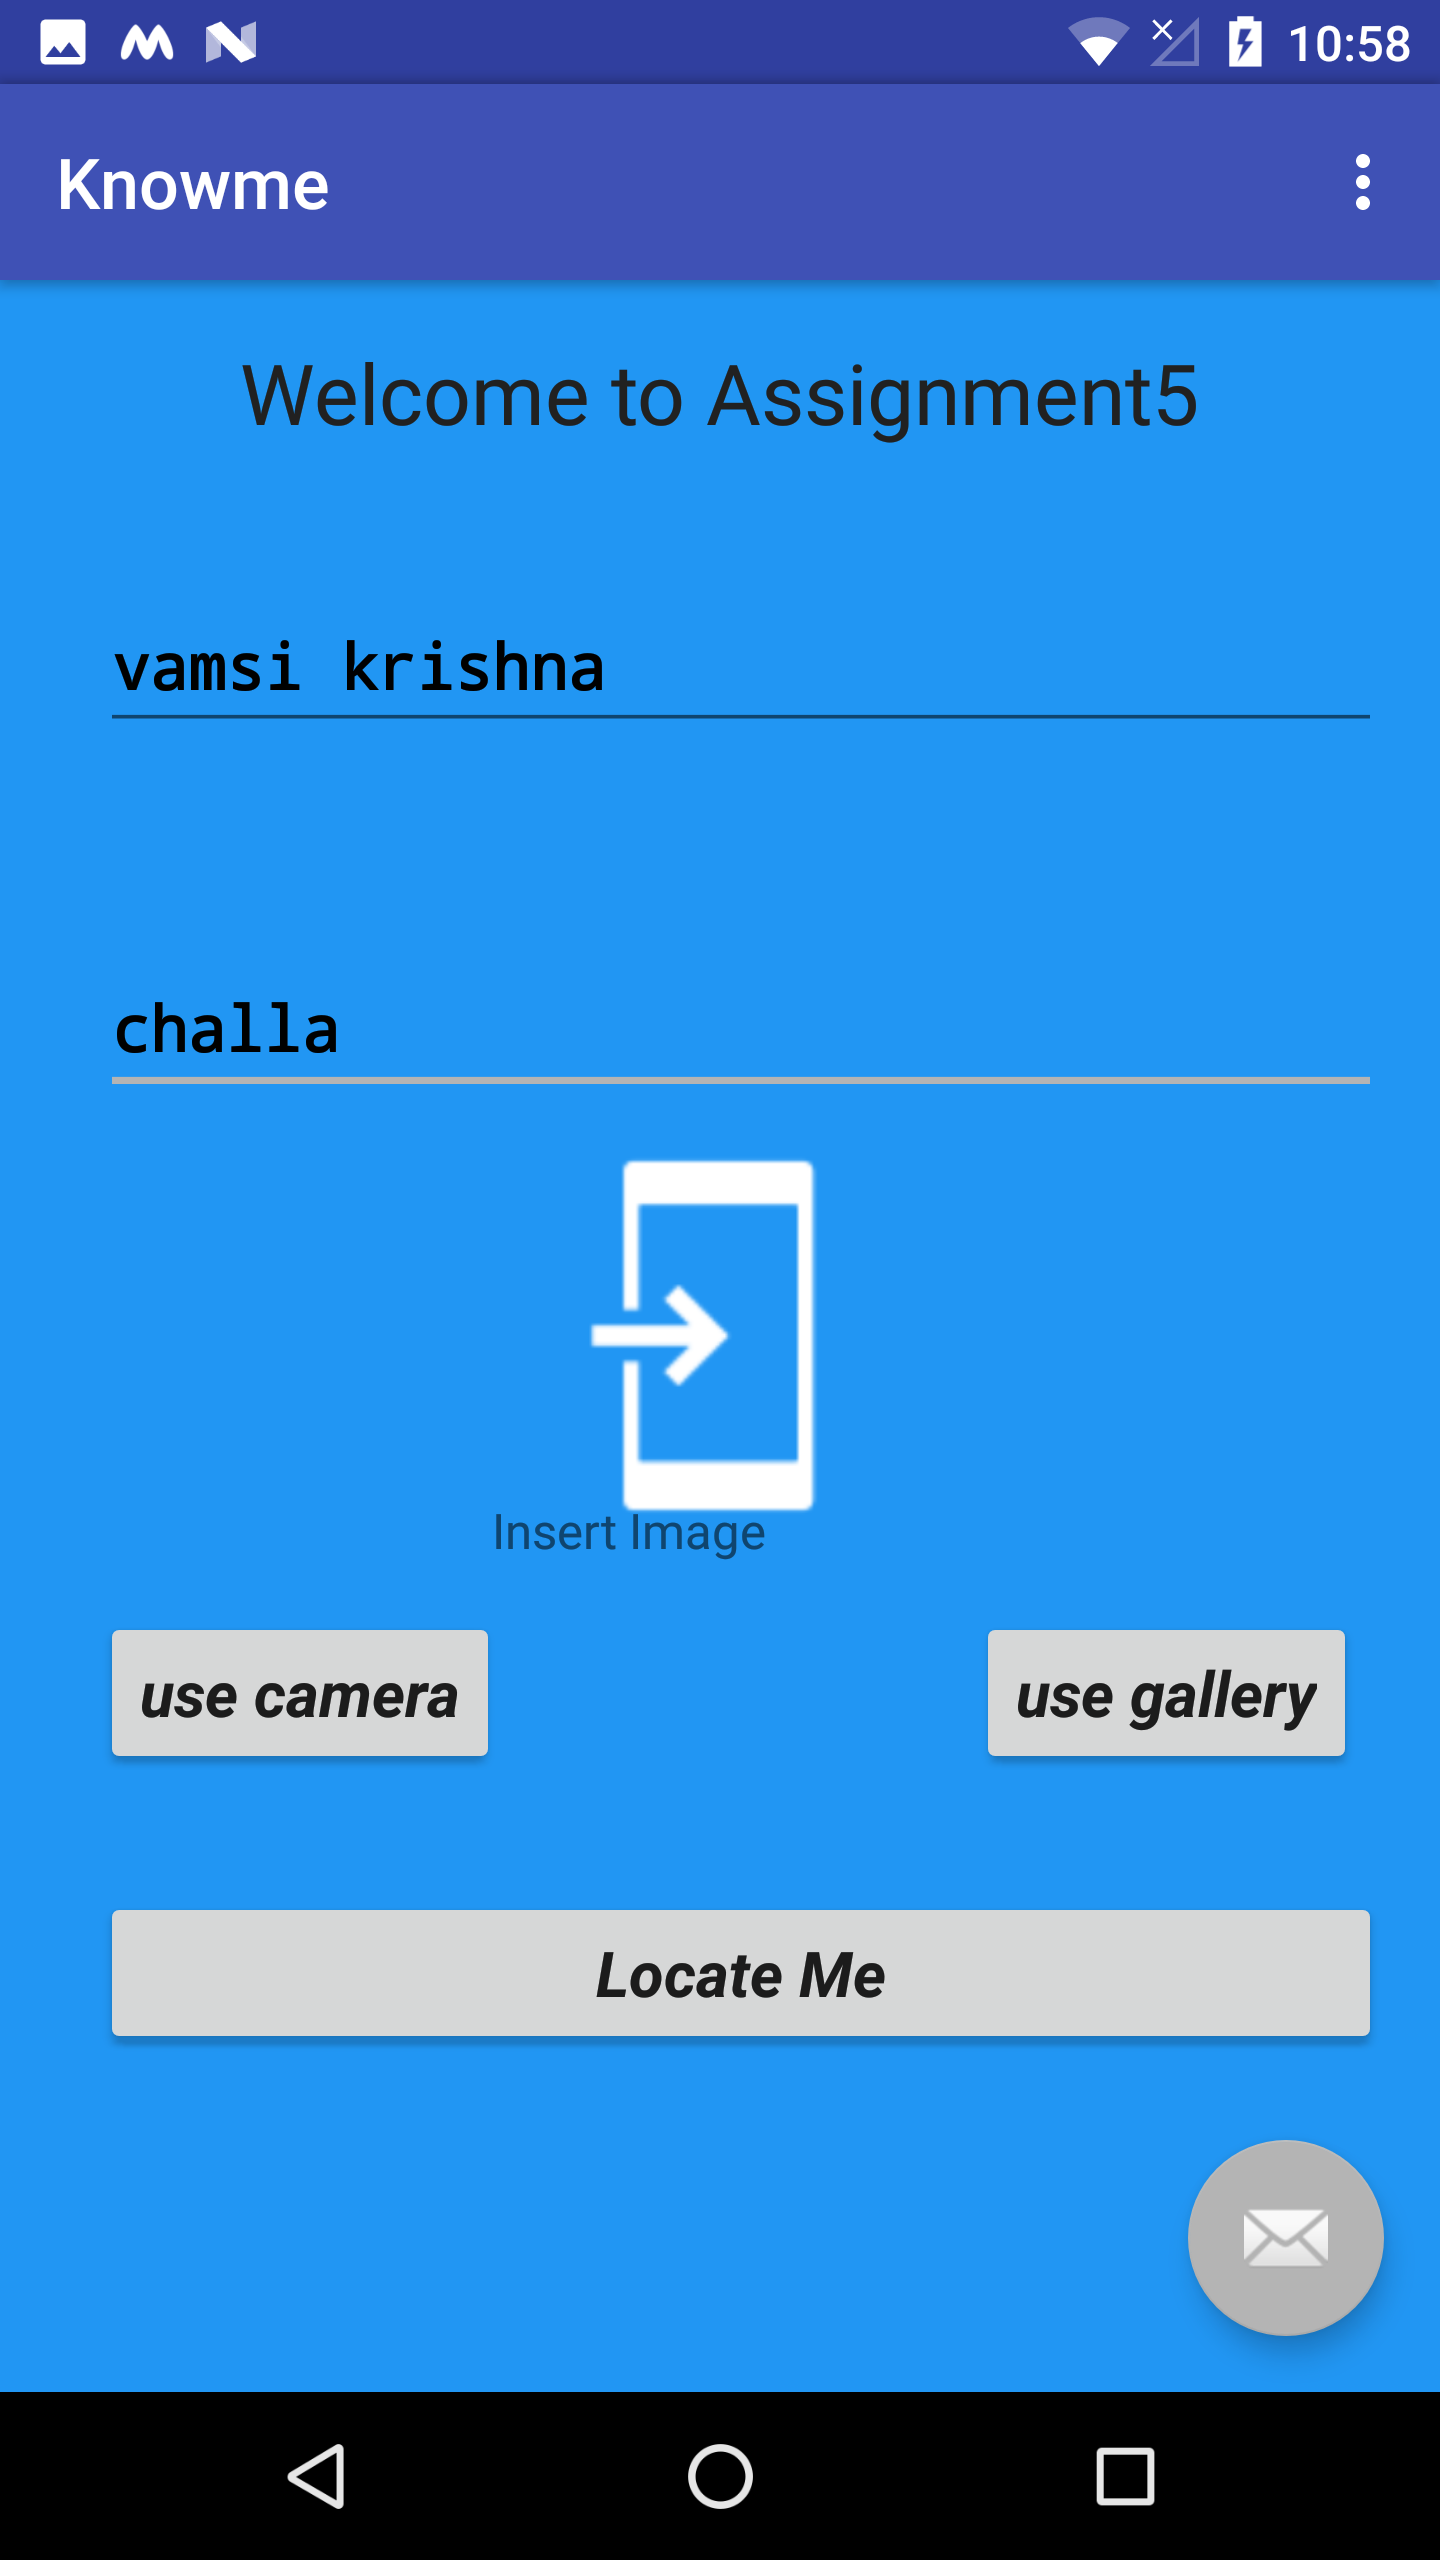 10:58
Knowme
Welcome to Assignment5
vamsi krishna
challa
Insert Image
use camera
use gallery
Locate Me